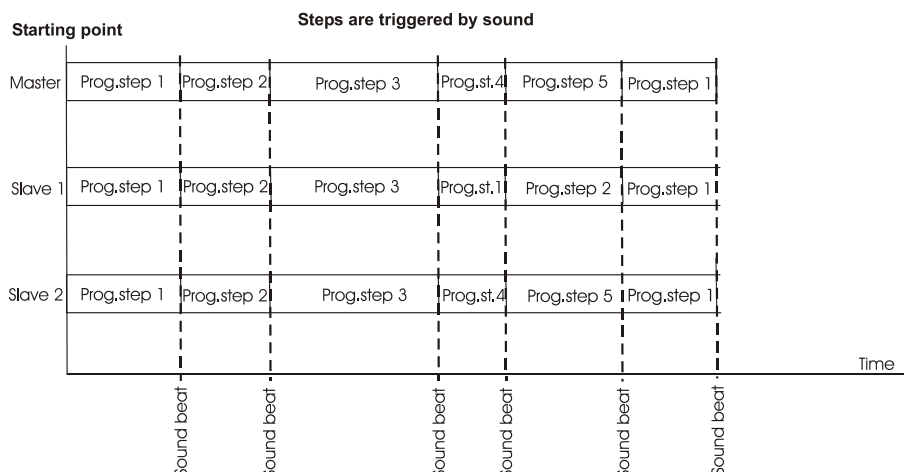 Steps are triggered by sound
Starting point
Master Prog.step 1 Prog.step 2 Prog.step 3 Prog.st.4 Prog.step 5 Prog.step 1
Slave 1 Prog.step 1 Prog.step 2 Prog.step 3 Prog.st.1 Prog.step 2 Prog.step 1
Slave 2 Prog.step 1 Prog.step 2 Prog.step 3 Prog.st.4 Prog.step 5 Prog.step 1
Time
Sound beat
Sound beat
Sound beat
Sound beat
Sound beat
Sound beat